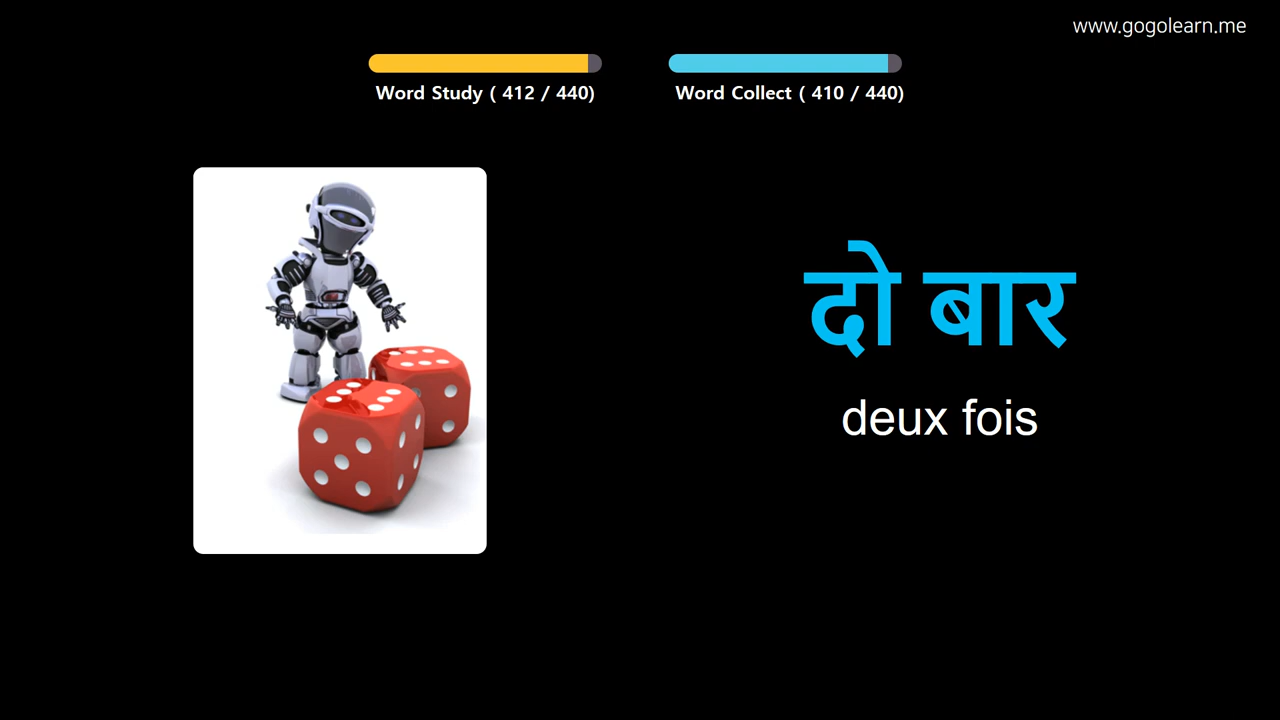 www.gogolearn.me
Word Study ( 412 / 440)
Word Collect ( 410 / 440)
दो बार
deux fois